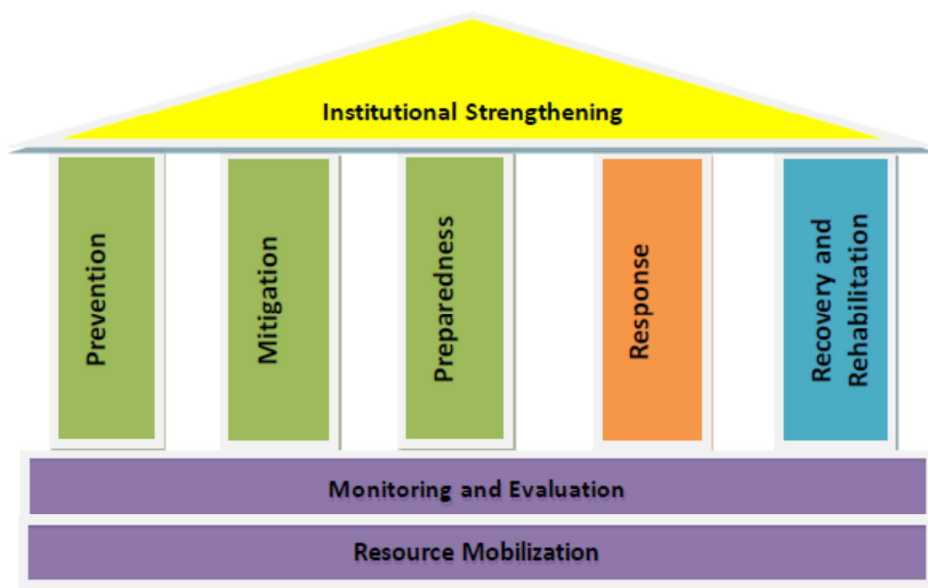 Institutional Strengthening
Prevention
Mitigation
Preparedness
Response
Recovery and
Rehabilitation
Monitoring and Evaluation
Resource Mobilization